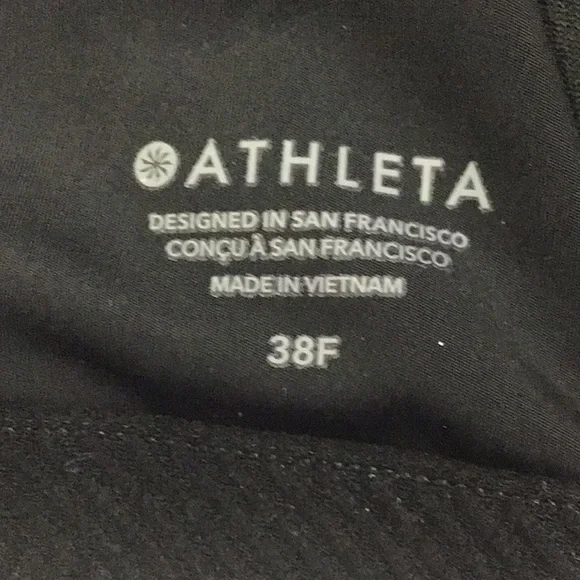 ATHLETA
DESIGNED IN SAN FRANCISCO
CONÇU À SAN FRANCISCO
MADE IN VIETNAM
38F